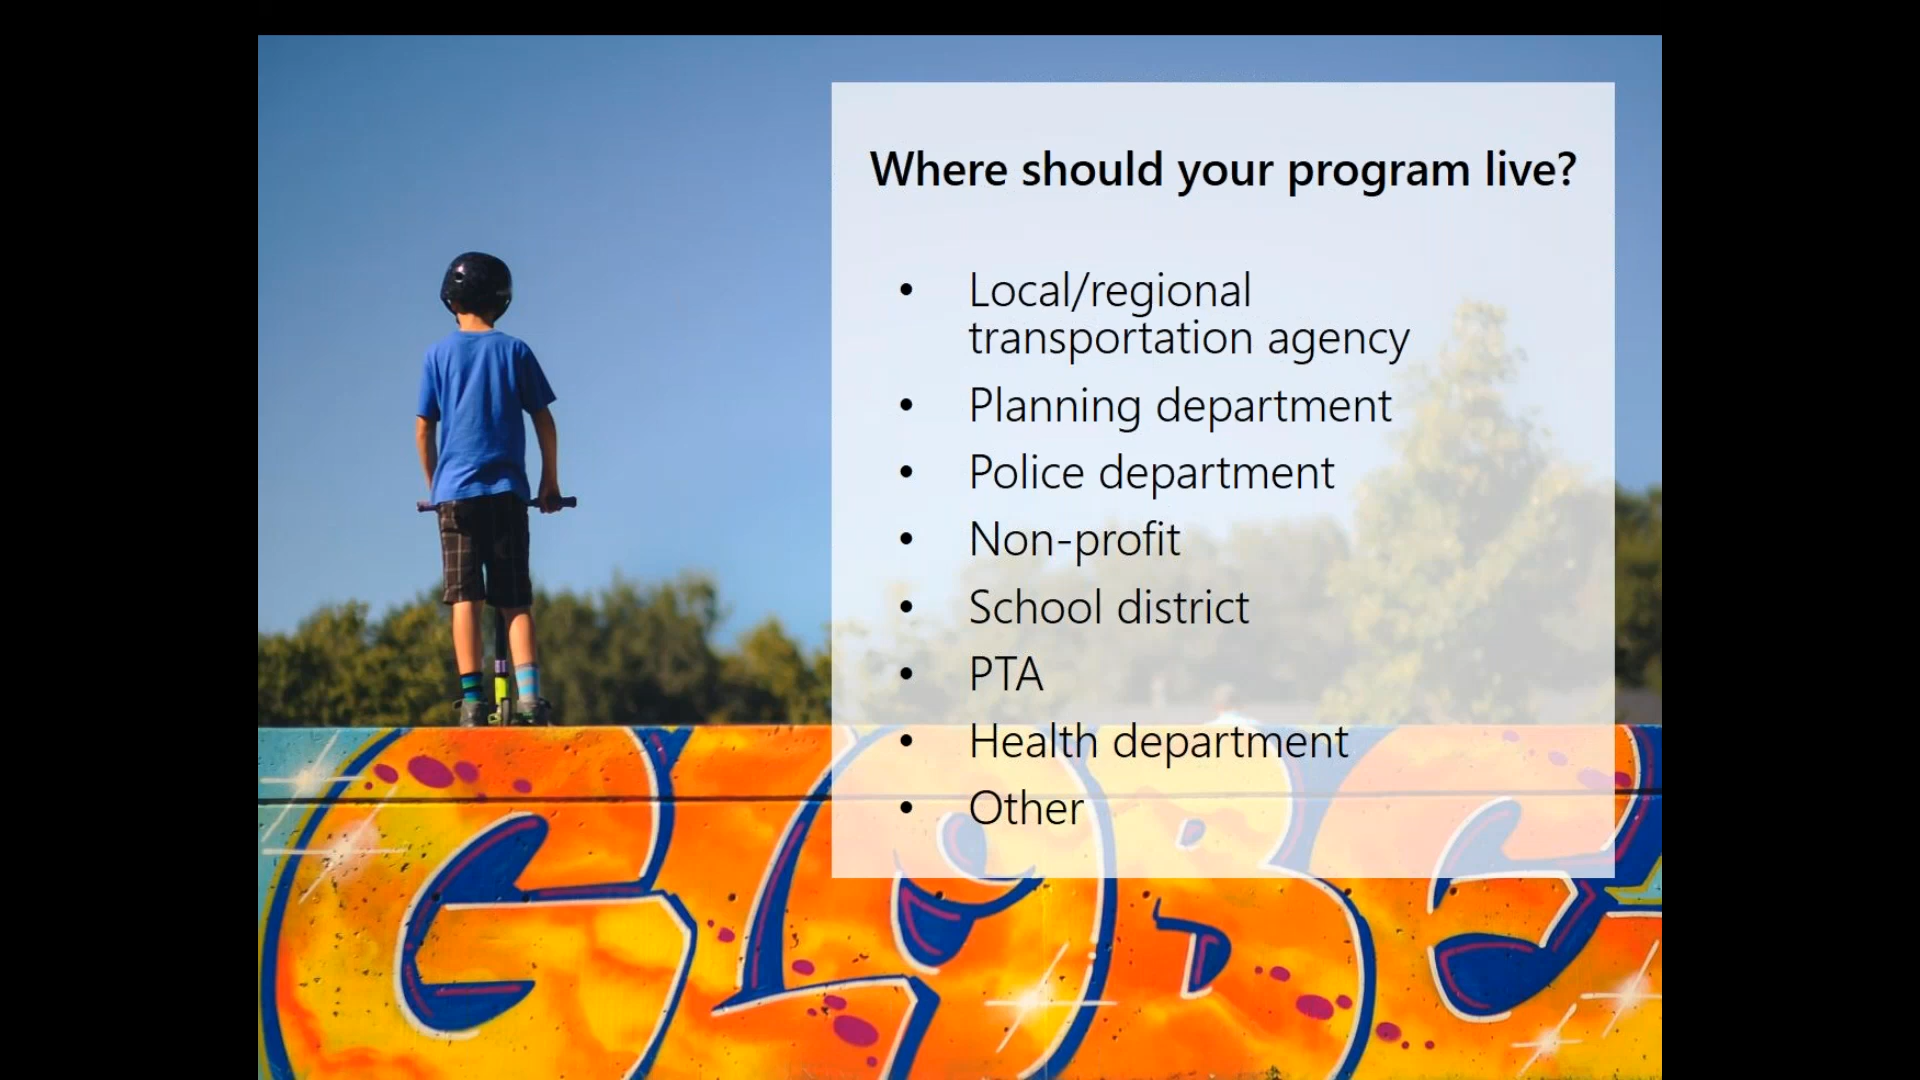 Where should your program live?
• Local/regional
transportation agency
• Planning department
• Police department
• Non-profit
• School district
• PTA
• Health department
• Other